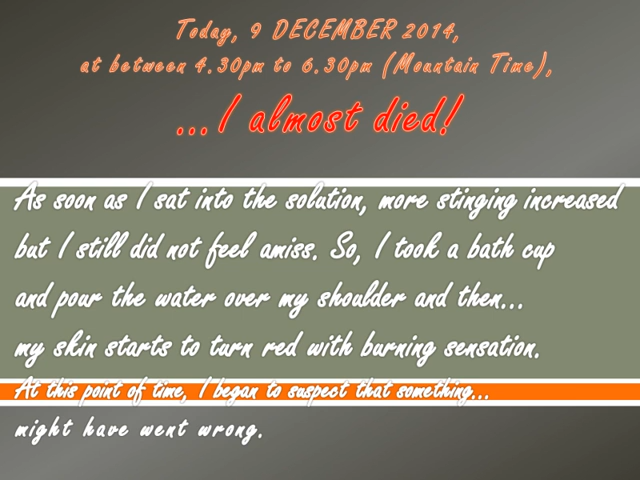 Today, 9 DECEMBER 2014,
at between 4.30pm to 6.30pm (Mountain Time),
...I almost died!
As soon as I sat into the solution, more stinging increased
but I still did not feel amiss. So, I took a bath cup
and pour the water over my shoulder and then...
my skin starts to turn red with burning sensation.
At this point of time, I began to suspect that something...
might have went wrong.